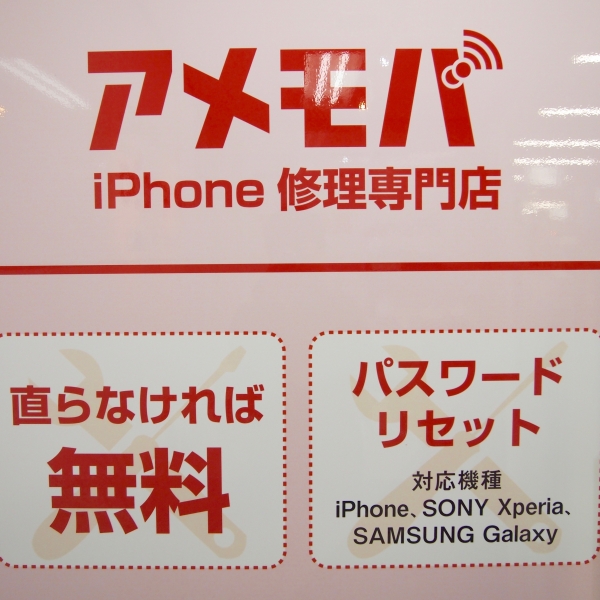 アメモバ
iPhone 修理専門店
直らなければ
無料
パスワード
リセット
対応機種
iPhone、SONY Xperia、
SAMSUNG Galaxy